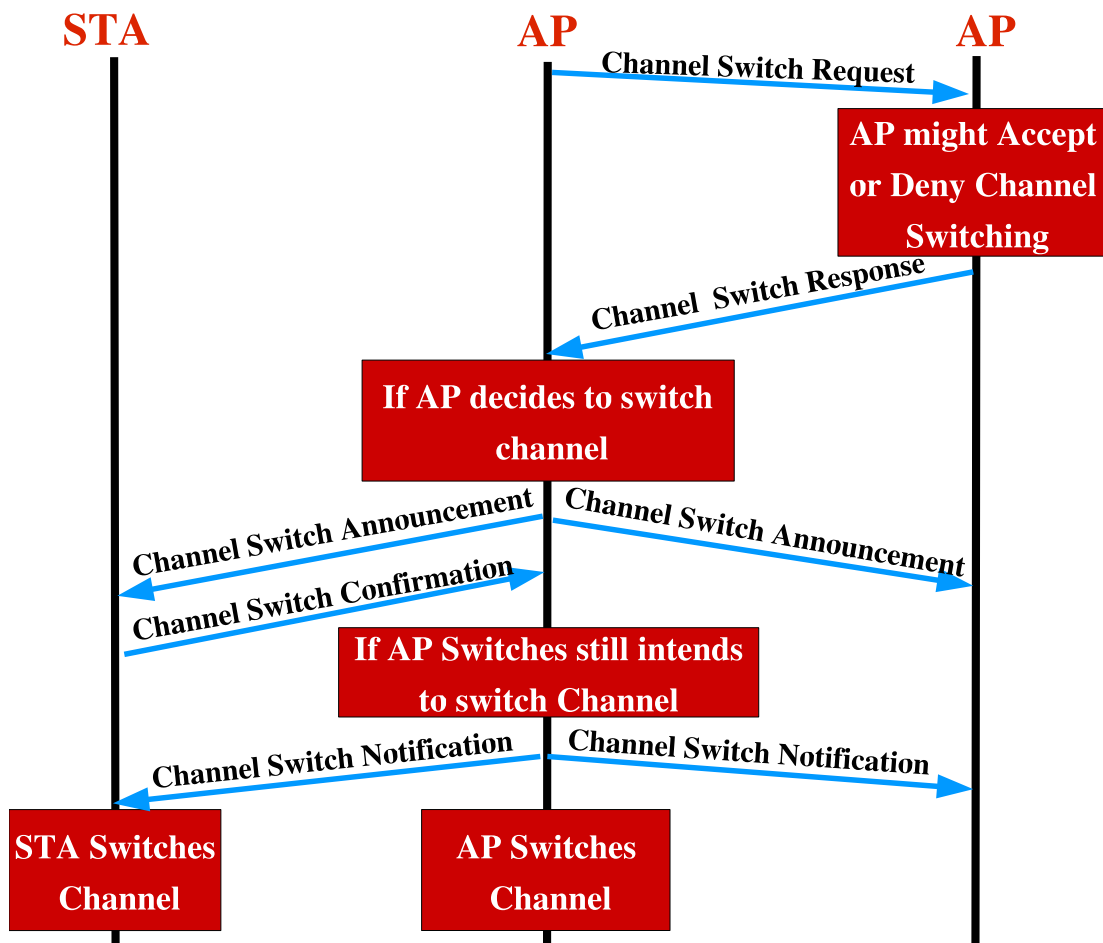 STA
AP
AP
Channel Switch Request
AP might Accept
or Deny Channel
Switching
Channel Switch Response
If AP decides to switch
channel
Channel Switch Announcement
Channel Switch Announcement
Channel Switch Confirmation
If AP Switches still intends
to switch Channel
Channel Switch Notification
Channel Switch Notification
STA Switches
Channel
AP Switches
Channel